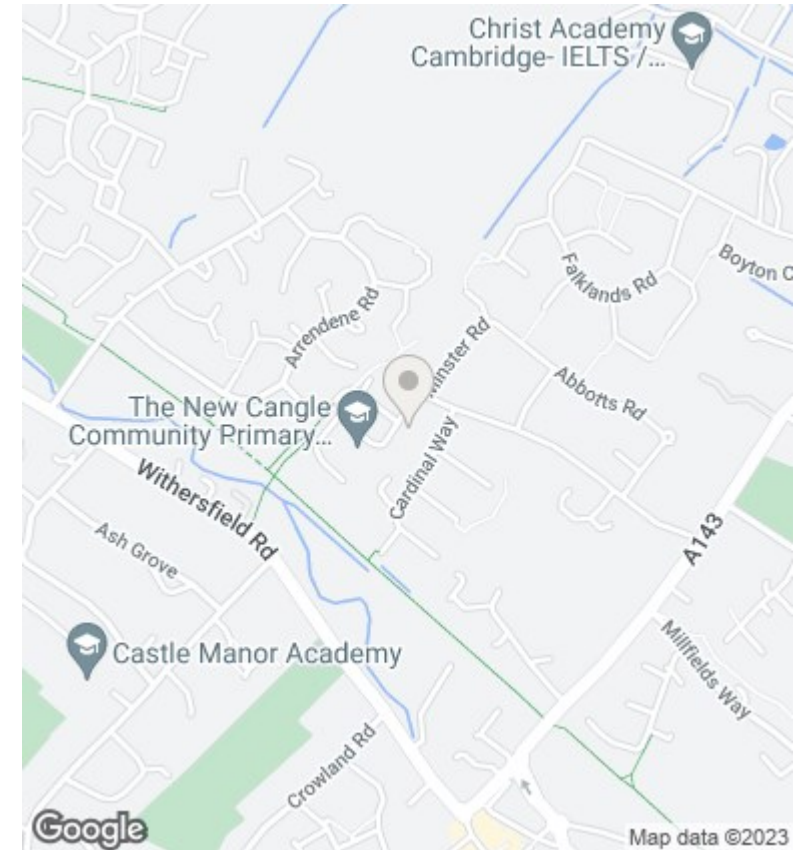 Christ Academy
Cambridge- IELTS /...
Boyton C
Falklands Rd
Arrendene Rd
Minster Rd
Abbotts Rd
The New Cangle
Community Primary...
Cardinal Way
Withersfield Rd
A143
Ash Grove
Castle Manor Academy
Millfields Way
Crowland Rd
Google
Map data ©2023